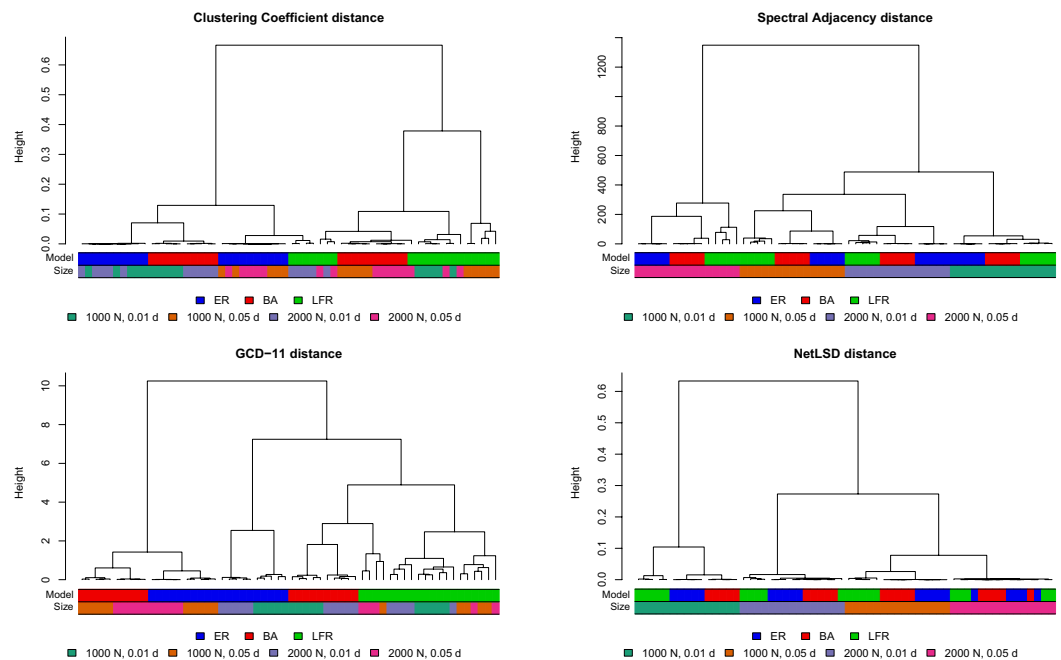 Clustering Coefficient distance
Height
0.0 0.1 0.2 0.3 0.4 0.5 0.6
Model
Size
ER BA LFR
1000 N, 0.01 d 1000 N, 0.05 d 2000 N, 0.01 d 2000 N, 0.05 d
Spectral Adjacency distance
Height
0 200 400 600 800 1200
Model
Size
ER BA LFR
1000 N, 0.01 d 1000 N, 0.05 d 2000 N, 0.01 d 2000 N, 0.05 d
GCD−11 distance
Height
0 2 4 6 8 10
Model
Size
ER BA LFR
1000 N, 0.01 d 1000 N, 0.05 d 2000 N, 0.01 d 2000 N, 0.05 d
NetLSD distance
Height
0.0 0.1 0.2 0.3 0.4 0.5 0.6
Model
Size
ER BA LFR
1000 N, 0.01 d 1000 N, 0.05 d 2000 N, 0.01 d 2000 N, 0.05 d